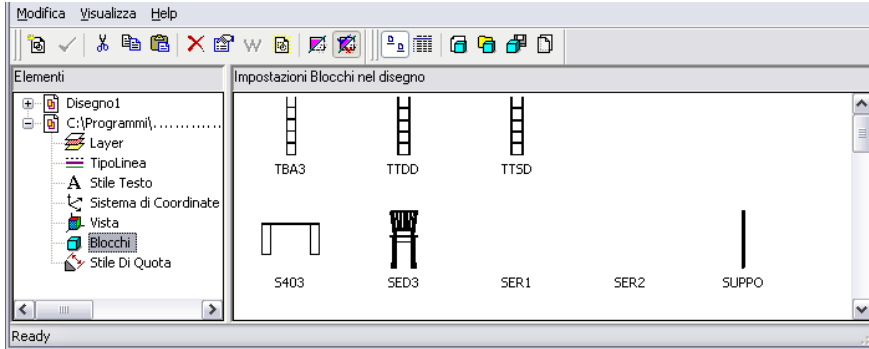 Modifica Visualizza Help
Elementi
Impostazioni Blocchi nel disegno
Disegno1
C:\Programmi\.............
Layer
TipoLinea
Stile Testo
Sistema di Coordinate
Vista
Blocchi
Stile Di Quota
TBA3 TTDD TTSD
S403 SED3 SER1 SER2 SUPPO
Ready